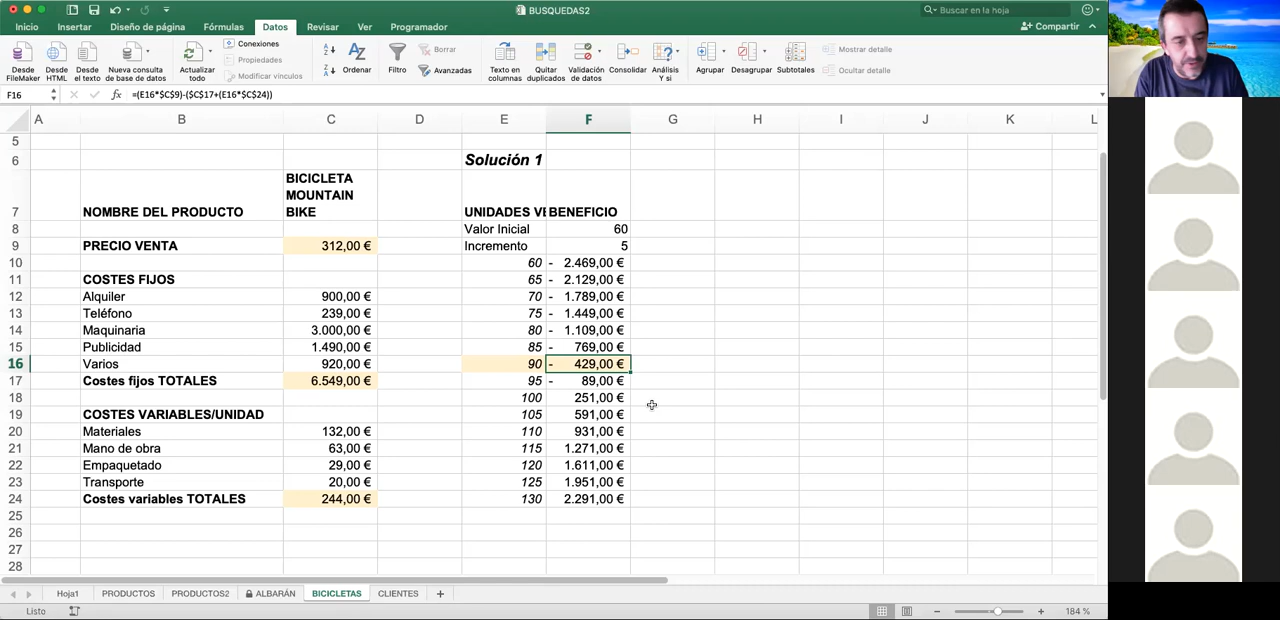 BUSQUEDAS2
Buscar en la hoja
Inicio Insertar Diseño de página Fórmulas Datos Revisar Ver Programador
Compartir
Desde FileMaker
Desde HTML
Desde el texto
Nueva consulta de base de datos
Actualizar todo
Conexiones
Propiedades
Modificar vínculos
Ordenar
Filtro
Borrar
Avanzadas
Texto en columnas
Quitar duplicados
Validación de datos
Consolidar
Análisis Y si
Agrupar
Desagrupar
Subtotales
Mostrar detalle
Ocultar detalle
F16 fx =(E16*$C$9)-($C$17+(E16*$C$24))
A B C D E F G H I J K L
5
6 Solución 1
7 NOMBRE DEL PRODUCTO BICICLETA MOUNTAIN BIKE UNIDADES VE BENEFICIO
8 Valor Inicial 60
9 PRECIO VENTA 312,00 € Incremento 5
10 60 - 2.469,00 €
11 COSTES FIJOS 65 - 2.129,00 €
12 Alquiler 900,00 € 70 - 1.789,00 €
13 Teléfono 239,00 € 75 - 1.449,00 €
14 Maquinaria 3.000,00 € 80 - 1.109,00 €
15 Publicidad 1.490,00 € 85 - 769,00 €
16 Varios 920,00 € 90 - 429,00 €
17 Costes fijos TOTALES 6.549,00 € 95 - 89,00 €
18 100 251,00 €
19 COSTES VARIABLES/UNIDAD 105 591,00 €
20 Materiales 132,00 € 110 931,00 €
21 Mano de obra 63,00 € 115 1.271,00 €
22 Empaquetado 29,00 € 120 1.611,00 €
23 Transporte 20,00 € 125 1.951,00 €
24 Costes variables TOTALES 244,00 € 130 2.291,00 €
25
26
27
28
Hoja1 PRODUCTOS PRODUCTOS2 ALBARÁN BICICLETAS CLIENTES +
Listo
184 %